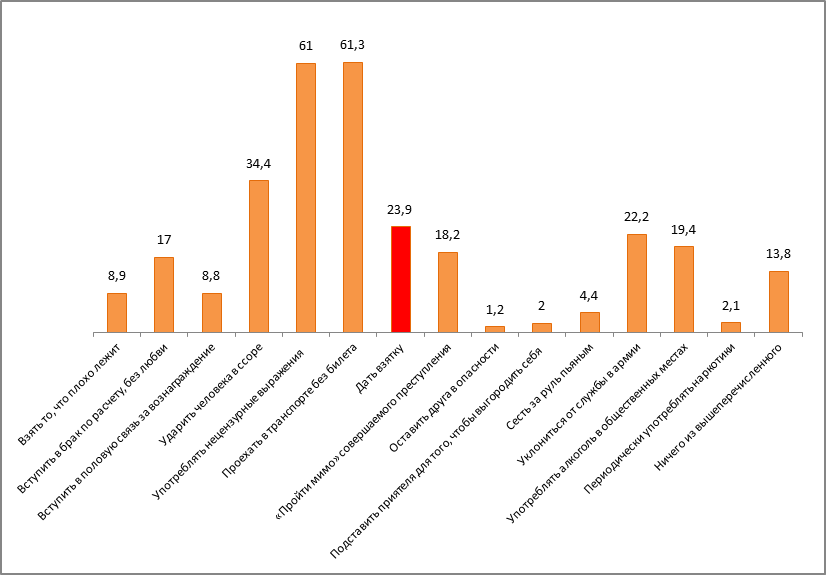 8,9
17
8,8
34,4
61
61,3
23,9
18,2
1,2
2
4,4
22,2
19,4
2,1
13,8
Взять то, что плохо лежит
Вступить в брак по расчету, без любви
Вступить в половую связь за вознаграждение
Ударить человека в ссоре
Употреблять нецензурные выражения
Проехать в транспорте без билета
Дать взятку
«Пройти мимо» совершаемого преступления
Оставить друга в опасности
Подставить приятеля для того, чтобы выгородить себя
Сесть за руль пьяным
Уклониться от службы в армии
Употреблять алкоголь в общественных местах
Периодически употреблять наркотики
Ничего из вышеперечисленного